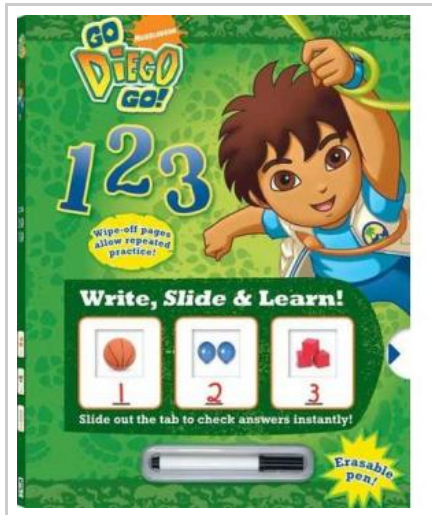 GO
NICKELODEON
DIEGO
GO!
123
Wipe-off pages
allow repeated
practice!
Write, Slide & Learn!
1 2 3
Slide out the tab to check answers instantly!
Erasable
pen!